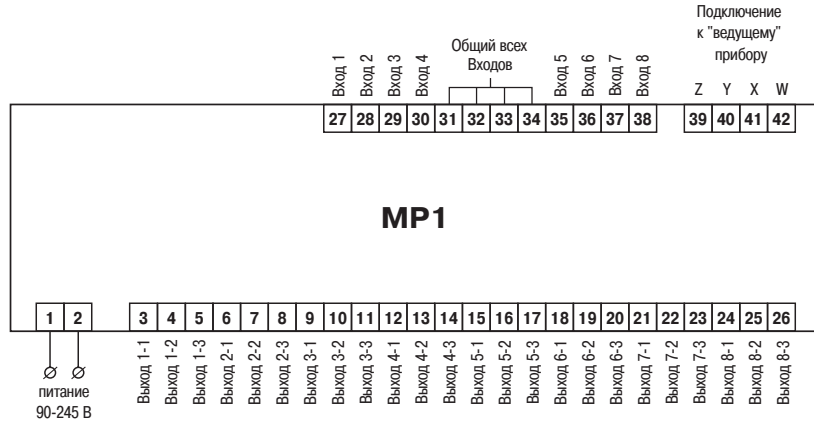 Подключение
к "ведущему"
прибору
Общий всех
Входов
Вход 1
Вход 2
Вход 3
Вход 4
Вход 5
Вход 6
Вход 7
Вход 8
Z Y X W
27 28 29 30 31 32 33 34 35 36 37 38 39 40 41 42
МР1
1 2 3 4 5 6 7 8 9 10 11 12 13 14 15 16 17 18 19 20 21 22 23 24 25 26
питание
90-245 В
Выход 1-1
Выход 1-2
Выход 1-3
Выход 2-1
Выход 2-2
Выход 2-3
Выход 3-1
Выход 3-2
Выход 3-3
Выход 4-1
Выход 4-2
Выход 4-3
Выход 5-1
Выход 5-2
Выход 5-3
Выход 6-1
Выход 6-2
Выход 6-3
Выход 7-1
Выход 7-2
Выход 7-3
Выход 8-1
Выход 8-2
Выход 8-3